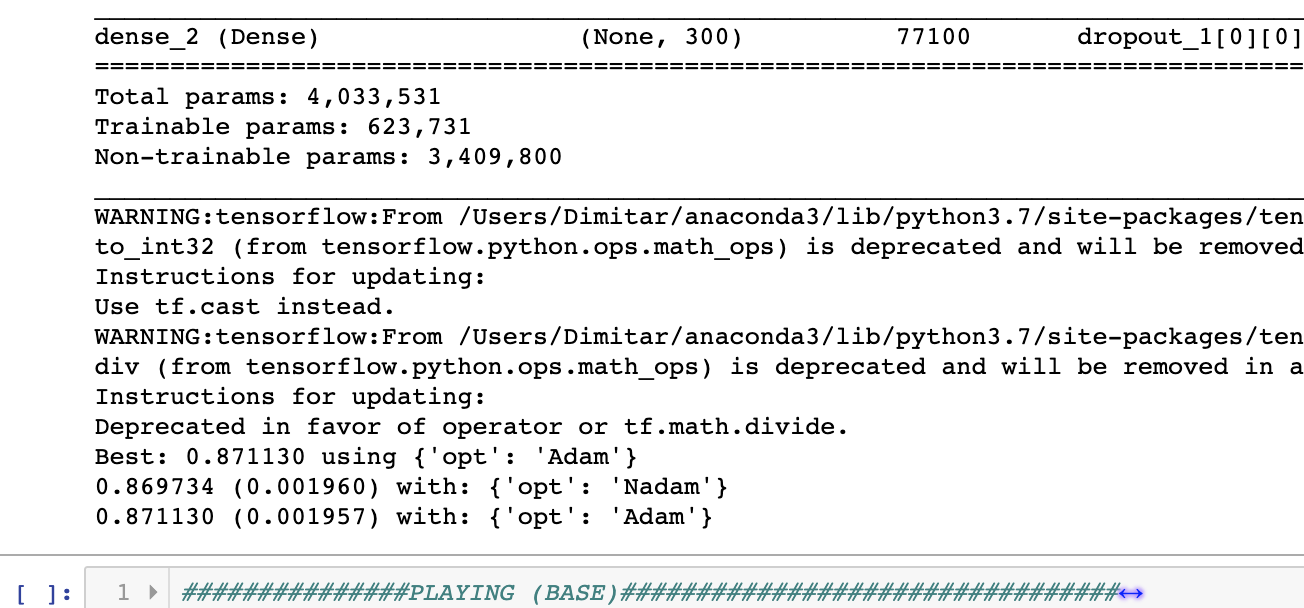 dense_2 (Dense) (None, 300) 77100 dropout_1[0][0]
================================================================================
Total params: 4,033,531
Trainable params: 623,731
Non-trainable params: 3,409,800
WARNING:tensorflow:From /Users/Dimitar/anaconda3/lib/python3.7/site-packages/ten
to_int32 (from tensorflow.python.ops.math_ops) is deprecated and will be removed
Instructions for updating:
Use tf.cast instead.
WARNING:tensorflow:From /Users/Dimitar/anaconda3/lib/python3.7/site-packages/ten
div (from tensorflow.python.ops.math_ops) is deprecated and will be removed in a
Instructions for updating:
Deprecated in favor of operator or tf.math.divide.
Best: 0.871130 using {'opt': 'Adam'}
0.869734 (0.001960) with: {'opt': 'Nadam'}
0.871130 (0.001957) with: {'opt': 'Adam'}
[ ]: 1 ###############PLAYING (BASE)#################################